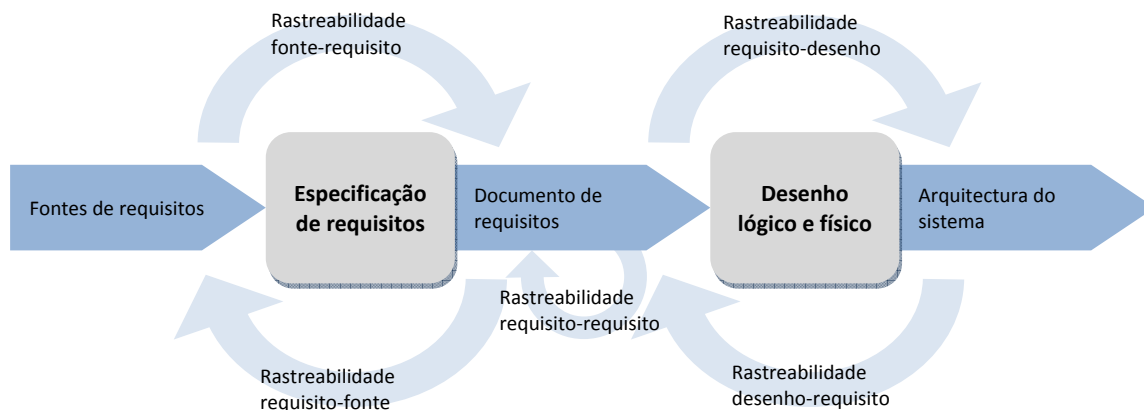 Rastreabilidade
fonte-requisito
Rastreabilidade
requisito-desenho
Fontes de requisitos
Especificação
de requisitos
Documento de
requisitos
Desenho
lógico e físico
Arquitectura do
sistema
Rastreabilidade
requisito-requisito
Rastreabilidade
requisito-fonte
Rastreabilidade
desenho-requisito